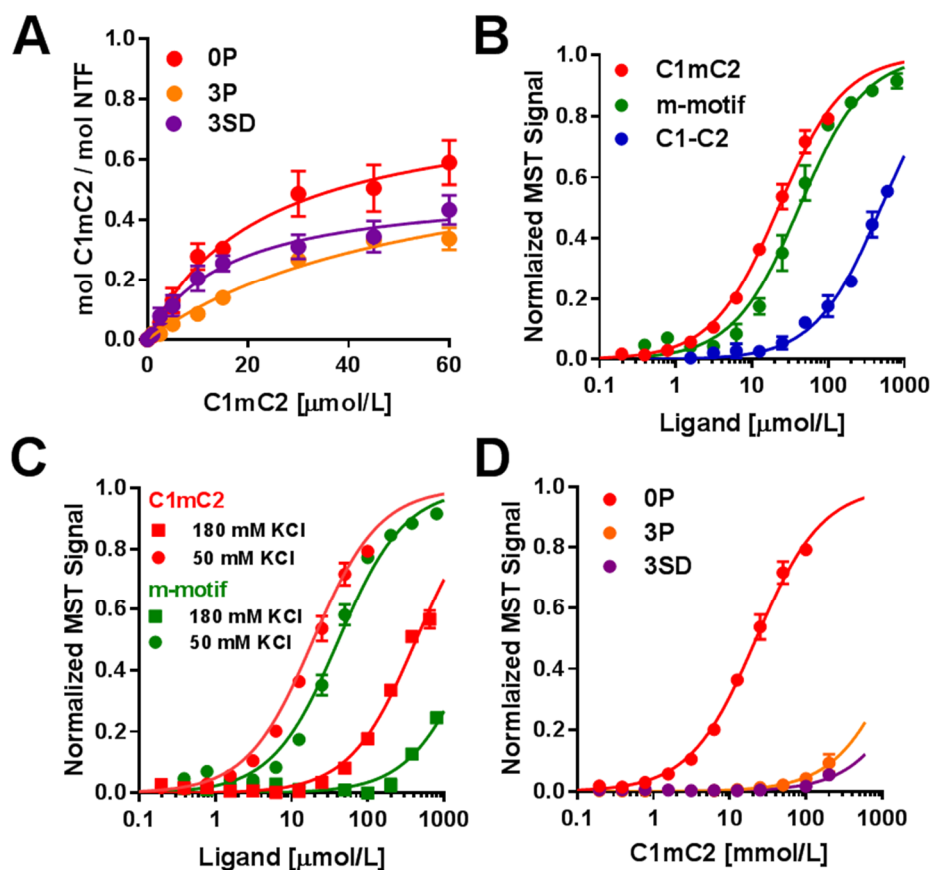 A
mol C1mC2 / mol NTF
1.0
0.8
0.6
0.4
0.2
0.0
0P
3P
3SD
0
20
40
60
C1mC2 [μmol/L]
B
Normlaized MST Signal
1.0
0.8
0.6
0.4
0.2
0.0
C1mC2
m-motif
C1-C2
0.1
1
10
100
1000
Ligand [μmol/L]
C
Normalized MST Signal
1.0
0.8
0.6
0.4
0.2
0.0
C1mC2
180 mM KCl
50 mM KCl
m-motif
180 mM KCl
50 mM KCl
0.1
1
10
100
1000
Ligand [μmol/L]
D
Normlaized MST Signal
1.0
0.8
0.6
0.4
0.2
0.0
0P
3P
3SD
0.1
1
10
100
1000
C1mC2 [mmol/L]